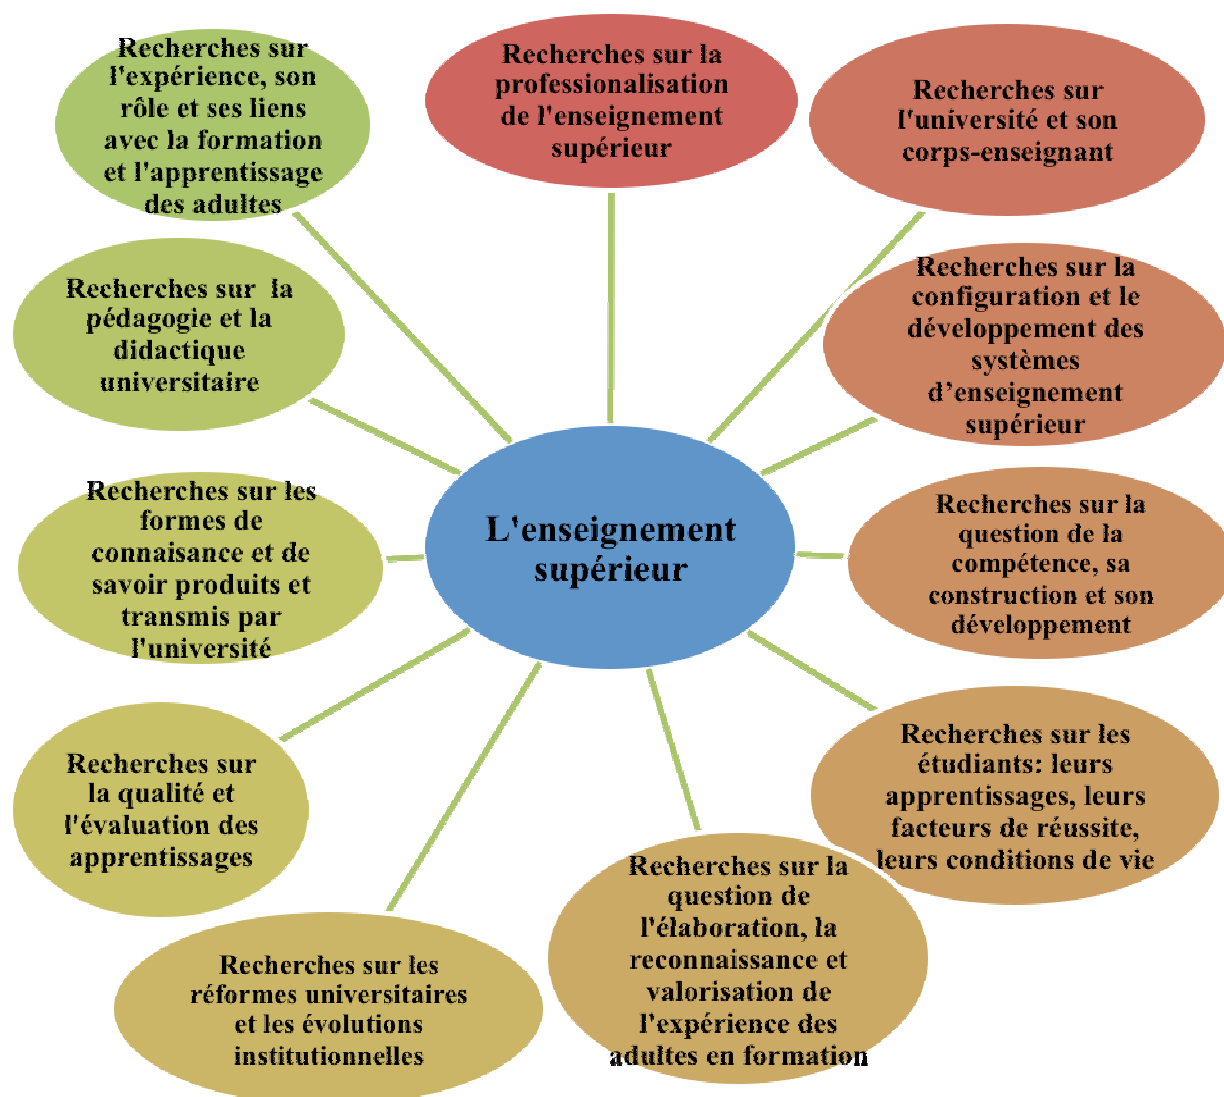 Recherches sur
l'expérience, son
rôle et ses liens
avec la formation
et l'apprentissage
des adultes
Recherches sur la
professionalisation
de l'enseignement
supérieur
Recherches sur
l'université et son
corps-enseignant
Recherches sur la
pédagogie et la
didactique
universitaire
Recherches sur la
configuration et le
développement des
systèmes
d’enseignement
supérieur
Recherches sur les
formes de
connaisance et de
savoir produits et
transmis par
l'université
L'enseignement
supérieur
Recherches sur la
question de la
compétence, sa
construction et son
développement
Recherches sur
la qualité et
l'évaluation des
apprentissages
Recherches sur les
étudiants: leurs
apprentissages, leurs
facteurs de réussite,
leurs conditions de vie
Recherches sur les
réformes universitaires
et les évolutions
institutionnelles
Recherches sur la
question de
l'élaboration, la
reconnaissance et
valorisation de
l'expérience des
adultes en formation